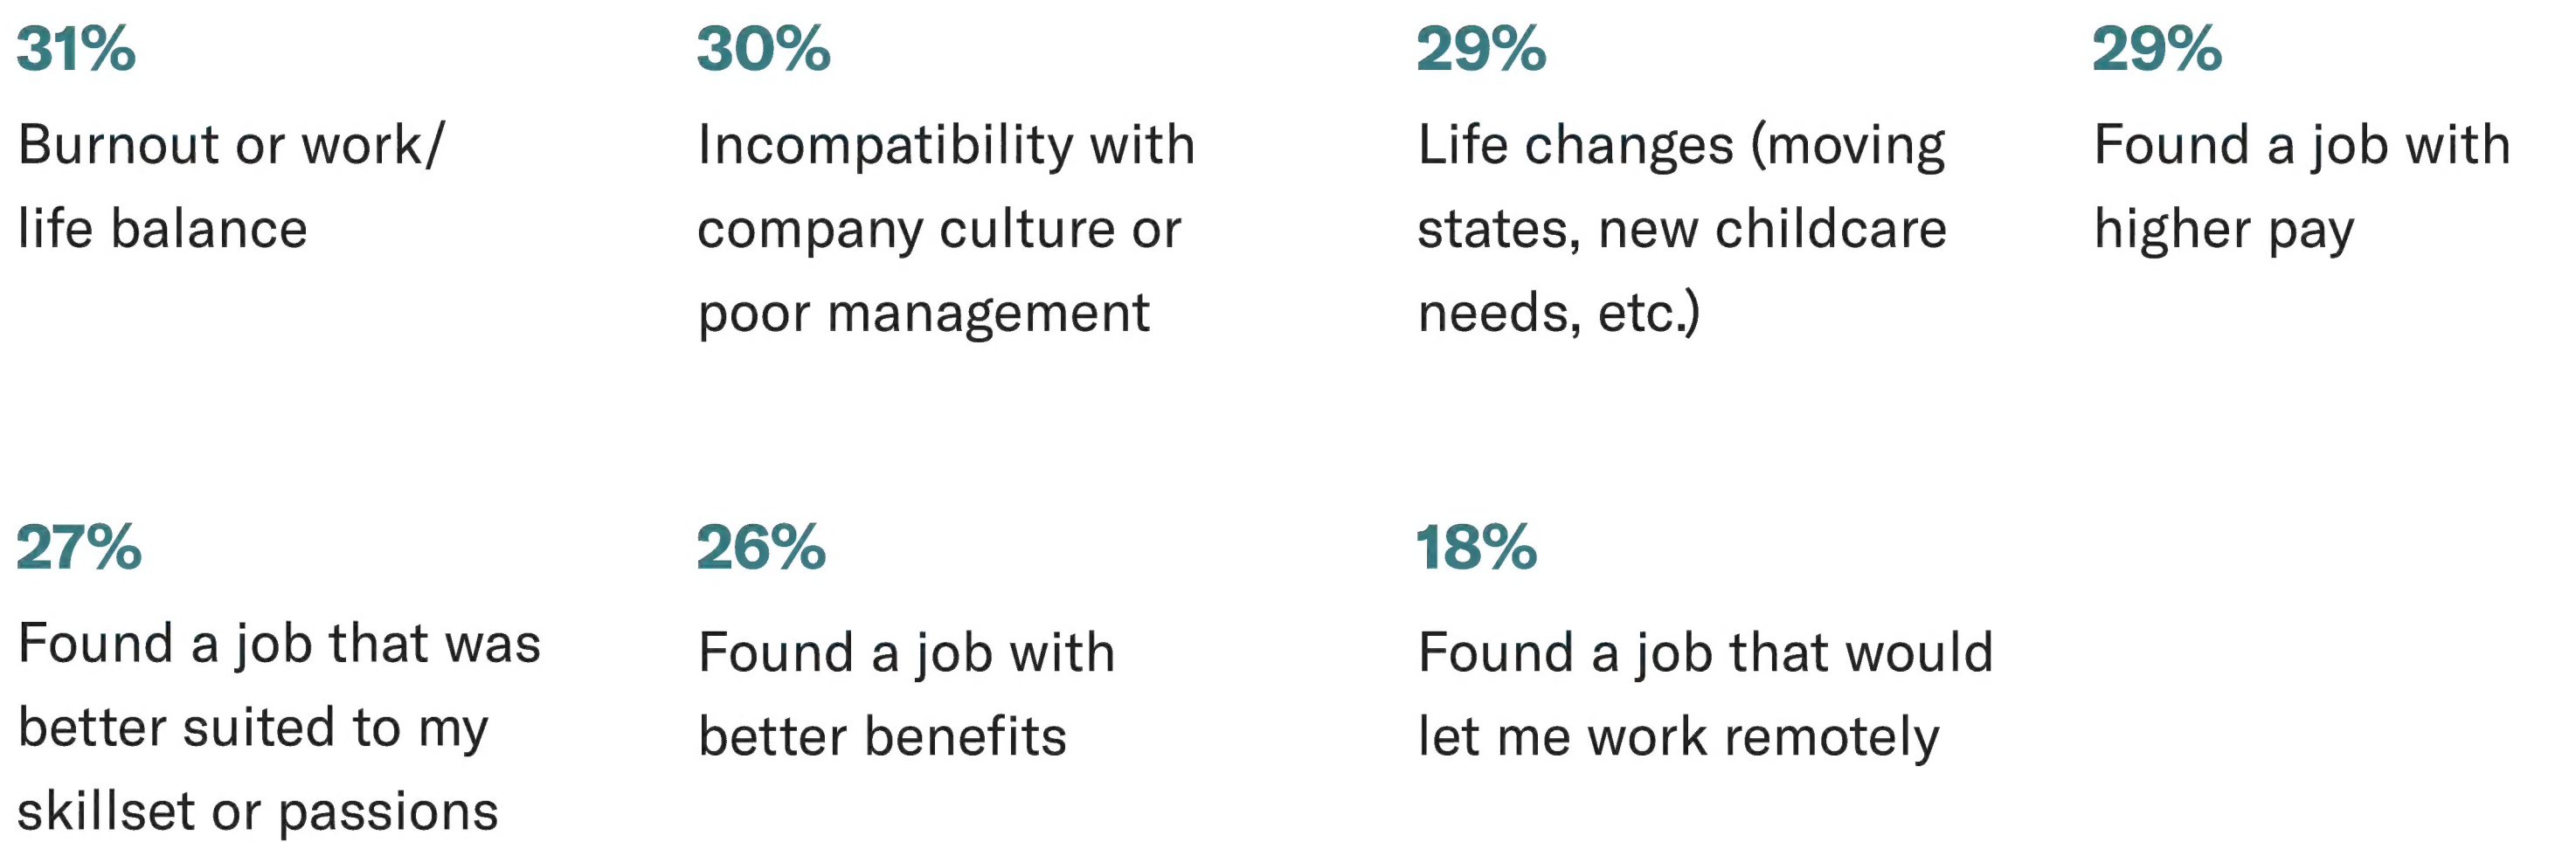 31%
Burnout or work/
life balance
30%
Incompatibility with
company culture or
poor management
29%
Life changes (moving
states, new childcare
needs, etc.)
29%
Found a job with
higher pay
27%
Found a job that was
better suited to my
skillset or passions
26%
Found a job with
better benefits
18%
Found a job that would
let me work remotely